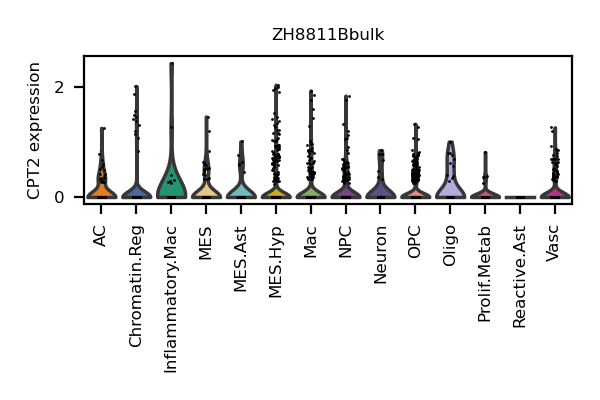 ZH8811Bbulk
CPT2 expression
2
0
AC
Chromatin.Reg
Inflammatory.Mac
MES
MES.Ast
MES.Hyp
Mac
NPC
Neuron
OPC
Oligo
Prolif.Metab
Reactive.Ast
Vasc